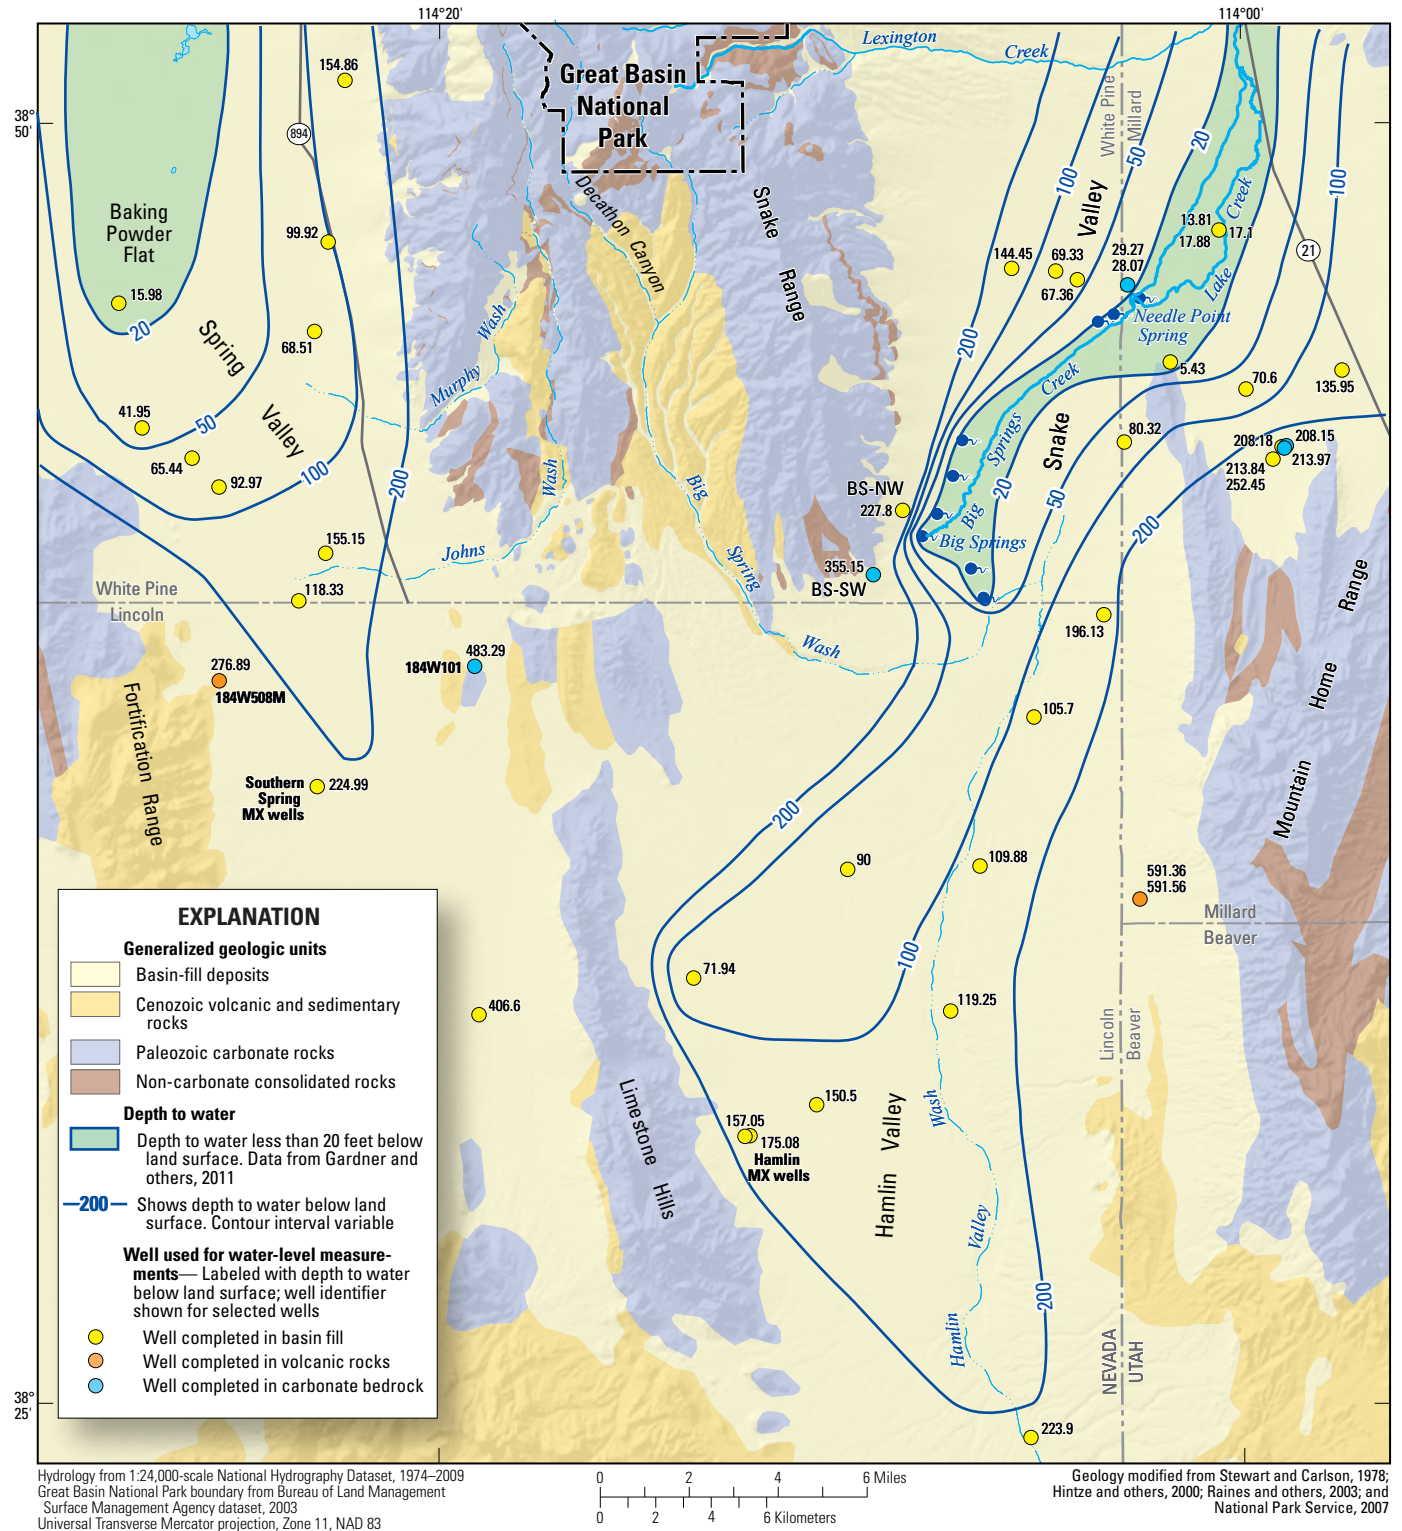 114°20'
114°00'
38°
50'
38°
25'
Great Basin
National
Park
Lexington
Creek
154.86
894
Baking
Powder
Flat
99.92
15.98
20
Spring
Valley
68.51
41.95
50
65.44
92.97
100
200
155.15
118.33
White Pine
Lincoln
Decathon Canyon
Snake
Range
Murphy
Wash
Johns
Wash
Big
Spring
Wash
White Pine
Millard
100
50
20
Valley
Snake
200
144.45
69.33
67.36
29.27
28.07
13.81
17.88
17.1
Lake
Creek
21
100
Needle Point
Spring
5.43
70.6
135.95
80.32
208.18
208.15
213.84
213.97
252.45
200
Big
Springs
Creek
20
50
BS-NW
227.8
Big Springs
355.15
BS-SW
196.13
105.7
276.89
184W508M
184W101
483.29
Fortification Range
Southern
Spring
MX wells
224.99
200
90
109.88
591.36
591.56
Millard
Beaver
Mountain
Home
Range
71.94
100
119.25
406.6
Lincoln
Beaver
Limestone
Hills
150.5
157.05
175.08
Hamlin
MX wells
Hamlin Valley
Hamlin
Valley
Wash
200
NEVADA
UTAH
223.9
EXPLANATION
Generalized geologic units
Basin-fill deposits
Cenozoic volcanic and sedimentary
rocks
Paleozoic carbonate rocks
Non-carbonate consolidated rocks
Depth to water
Depth to water less than 20 feet below
land surface. Data from Gardner and
others, 2011
200
Shows depth to water below land
surface. Contour interval variable
Well used for water-level measure-
ments— Labeled with depth to water
below land surface; well identifier
shown for selected wells
Well completed in basin fill
Well completed in volcanic rocks
Well completed in carbonate bedrock
Hydrology from 1:24,000-scale National Hydrography Dataset, 1974–2009
Great Basin National Park boundary from Bureau of Land Management
Surface Management Agency dataset, 2003
Universal Transverse Mercator projection, Zone 11, NAD 83
0 2 4 6 Miles
0 2 4 6 Kilometers
Geology modified from Stewart and Carlson, 1978;
Hintze and others, 2000; Raines and others, 2003; and
National Park Service, 2007